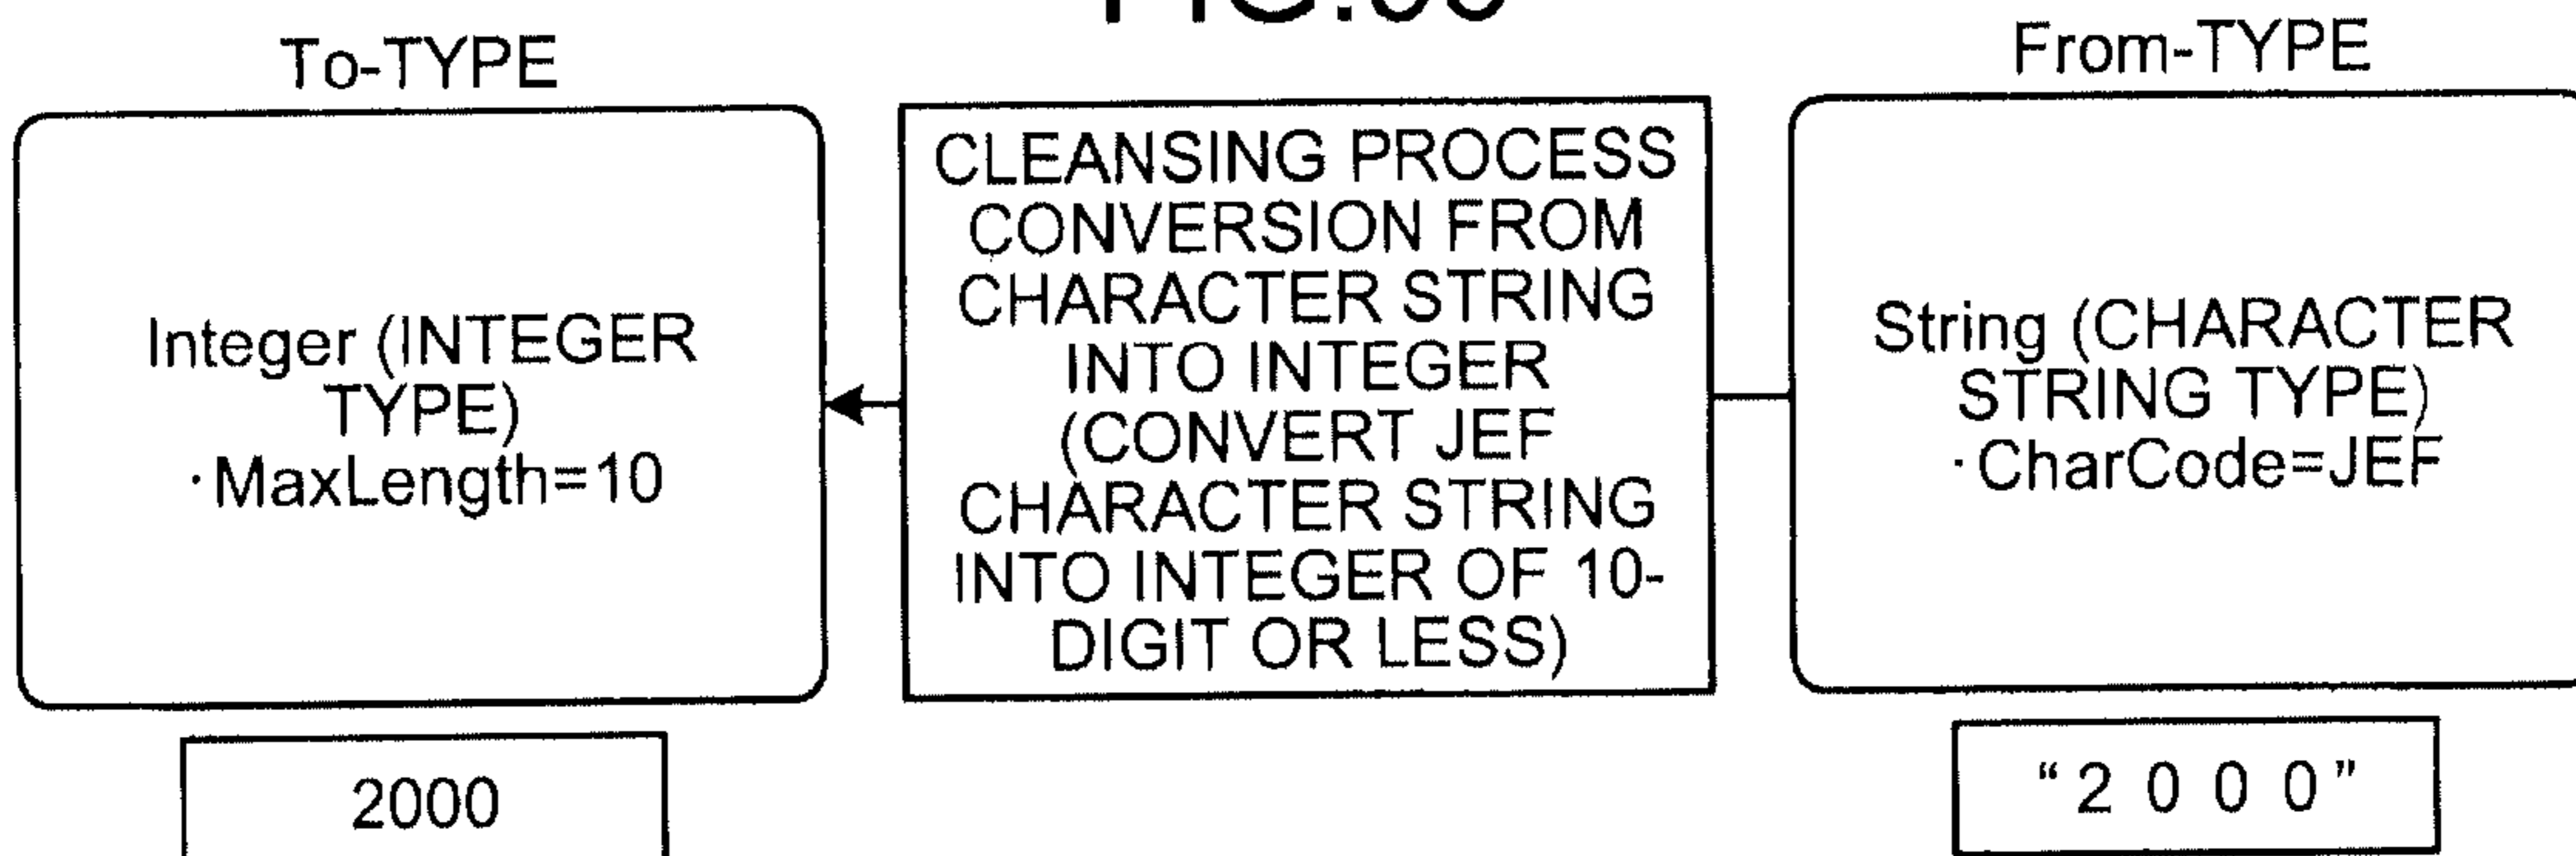 To-TYPE
From-TYPE
Integer (INTEGER
TYPE)
·MaxLength=10
CLEANSING PROCESS
CONVERSION FROM
CHARACTER STRING
INTO INTEGER
(CONVERT JEF
CHARACTER STRING
INTO INTEGER OF 10-
DIGIT OR LESS)
String (CHARACTER
STRING TYPE)
·CharCode=JEF
2000
“2 0 0 0”